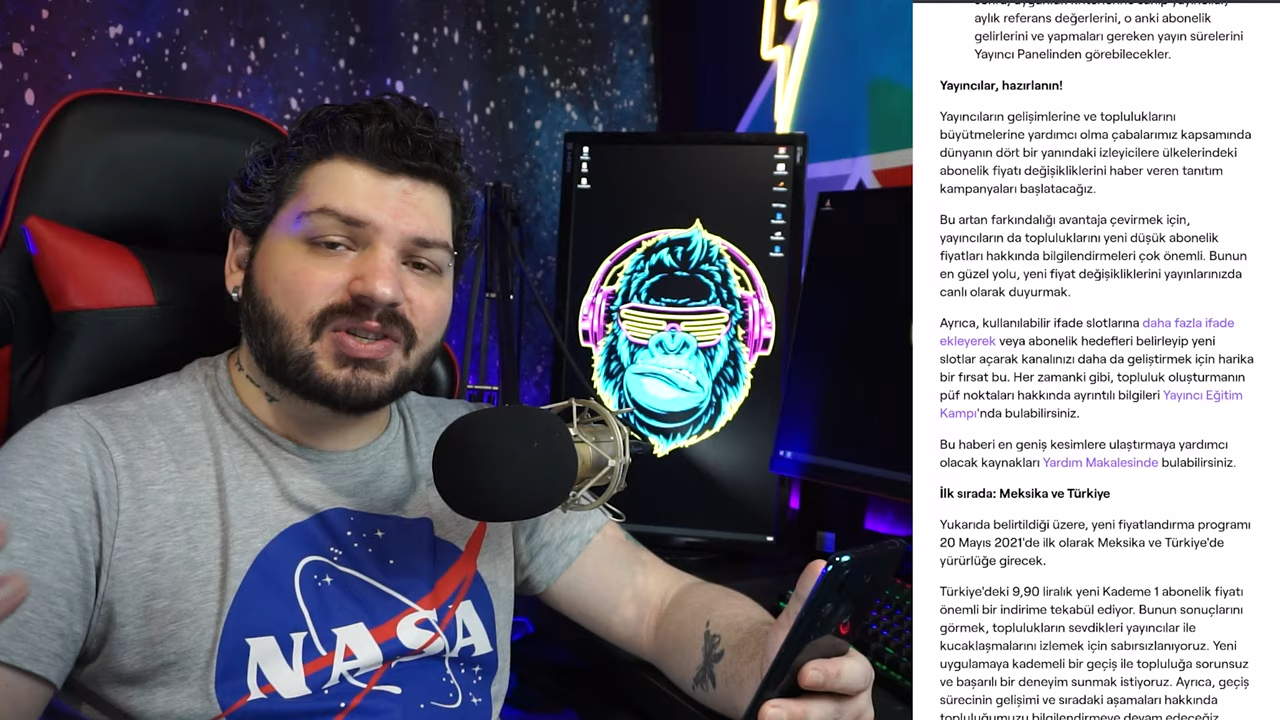 aylık referans değerlerini, o anki abonelik
gelirlerini ve yapmaları gereken yayın sürelerini
Yayıncı Panelinden görebilecekler.
Yayıncılar, hazırlanın!
Yayıncıların gelişimlerine ve topluluklarını
büyütmelerine yardımcı olma çabalarımız kapsamında
dünyanın dört bir yanındaki izleyicilere ülkelerindeki
abonelik fiyatı değişikliklerini haber veren tanıtım
kampanyaları başlatacağız.
Bu artan farkındalığı avantaja çevirmek için,
yayıncıların da topluluklarını yeni düşük abonelik
fiyatları hakkında bilgilendirmeleri çok önemli. Bunun
en güzel yolu, yeni fiyat değişikliklerini yayınlarınızda
canlı olarak duyurmak.
Ayrıca, kullanılabilir ifade slotlarına daha fazla ifade
ekleyerek veya abonelik hedefleri belirleyip yeni
slotlar açarak kanalınızı daha da geliştirmek için harika
bir fırsat bu. Her zamanki gibi, topluluk oluşturmanın
püf noktaları hakkında ayrıntılı bilgileri Yayıncı Eğitim
Kampı'nda bulabilirsiniz.
Bu haberi en geniş kesimlere ulaştırmaya yardımcı
olacak kaynakları Yardım Makalesinde bulabilirsiniz.
İlk sırada: Meksika ve Türkiye
Yukarıda belirtildiği üzere, yeni fiyatlandırma programı
20 Mayıs 2021'de ilk olarak Meksika ve Türkiye'de
yürürlüğe girecek.
Türkiye'deki 9,90 liralık yeni Kademe 1 abonelik fiyatı
önemli bir indirime tekabül ediyor. Bunun sonuçlarını
görmek, toplulukların sevdikleri yayıncılar ile
kucaklaşmalarını izlemek için sabırsızlanıyoruz. Yeni
uygulamaya kademeli bir geçiş ile topluluğa sorunsuz
ve başarılı bir deneyim sunmak istiyoruz. Ayrıca, geçiş
sürecinin gelişimi ve sıradaki aşamaları hakkında
topluluğumuzu bilgilendirmeye devam edeceğiz
NASA